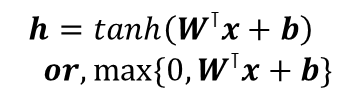 h = tanh(W⊤x + b)
or, max{0, W⊤x + b}